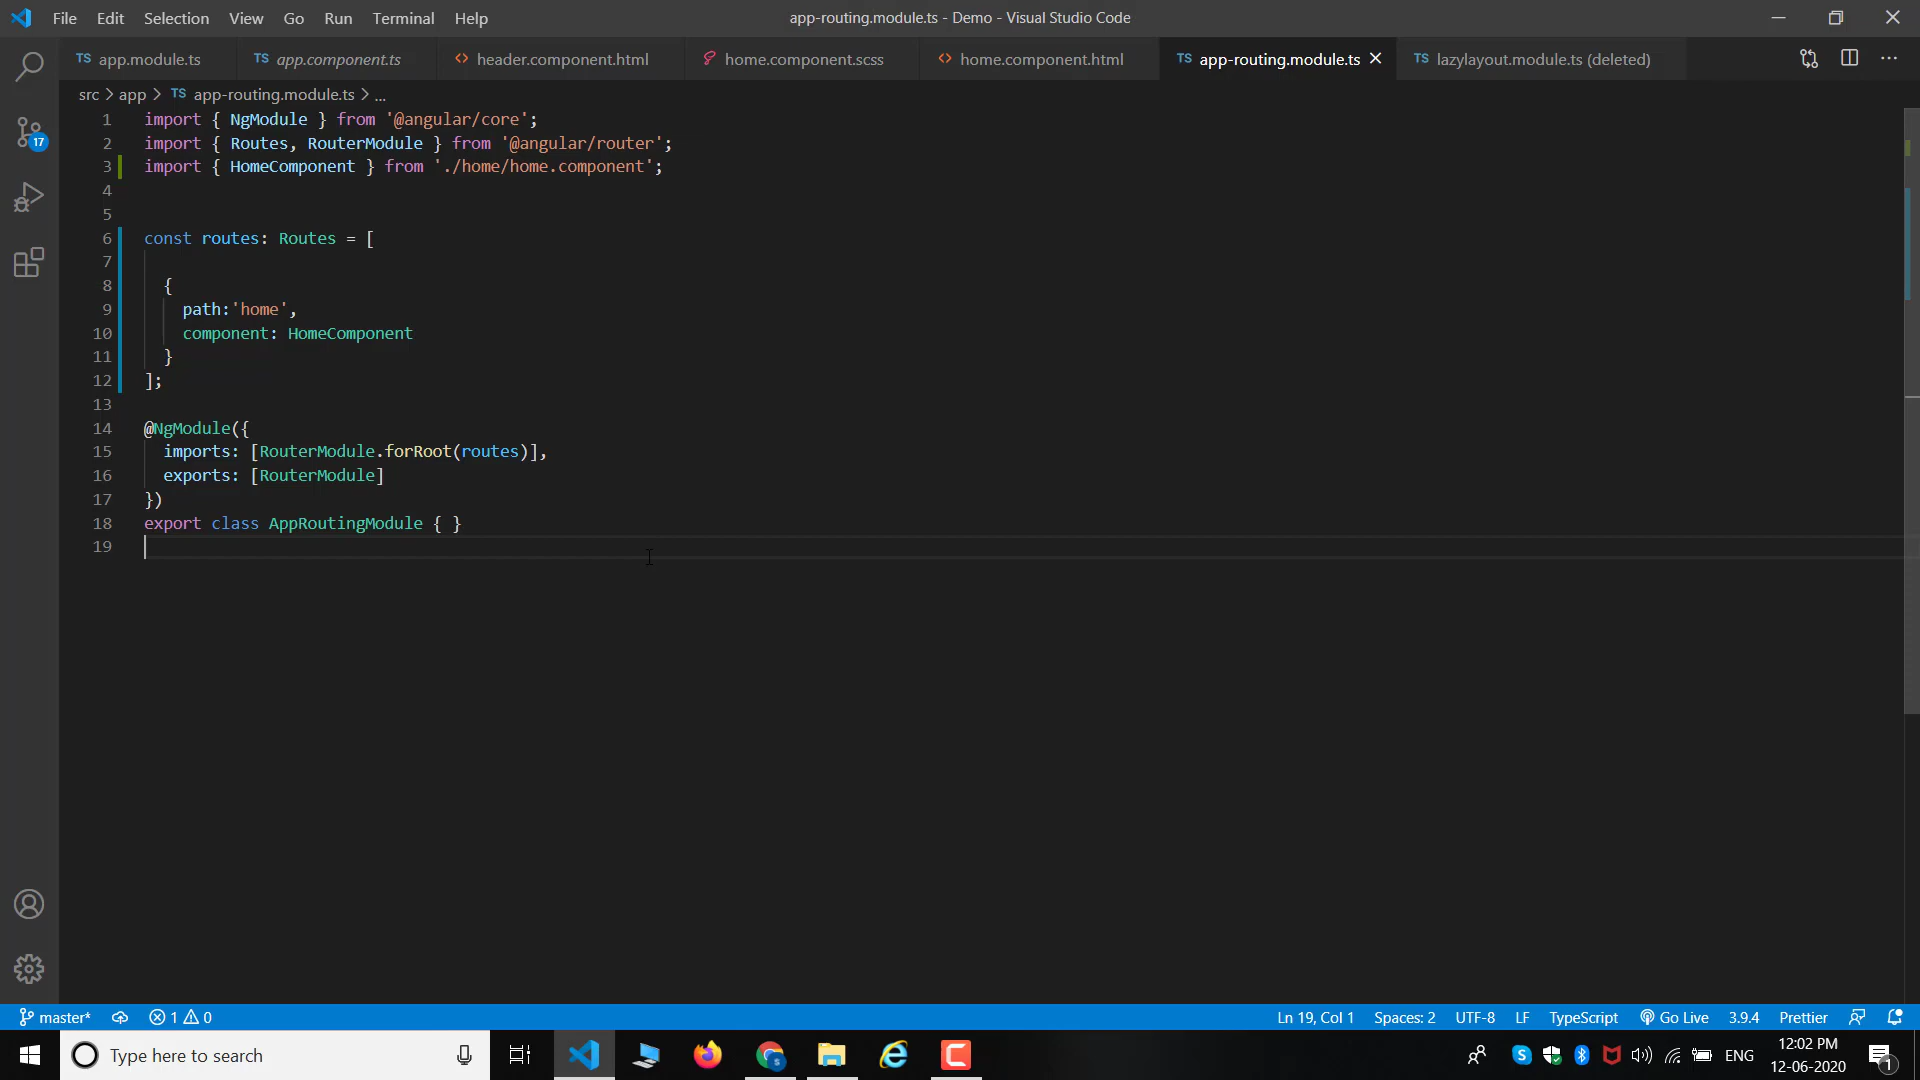 File Edit Selection View Go Run Terminal Help
app-routing.module.ts - Demo - Visual Studio Code
TS app.module.ts
TS app.component.ts
<> header.component.html
home.component.scss
<> home.component.html
TS app-routing.module.ts
TS lazylayout.module.ts (deleted)
src > app > TS app-routing.module.ts > ...
1 import { NgModule } from '@angular/core';
2 import { Routes, RouterModule } from '@angular/router';
3 import { HomeComponent } from './home/home.component';
4
5
6 const routes: Routes = [
7
8 {
9 path:'home',
10 component: HomeComponent
11 }
12 ];
13
14 @NgModule({
15 imports: [RouterModule.forRoot(routes)],
16 exports: [RouterModule]
17 })
18 export class AppRoutingModule { }
19
17
master* 1 0
Ln 19, Col 1 Spaces: 2 UTF-8 LF TypeScript Go Live 3.9.4 Prettier
Type here to search
ENG
12:02 PM
12-06-2020
1